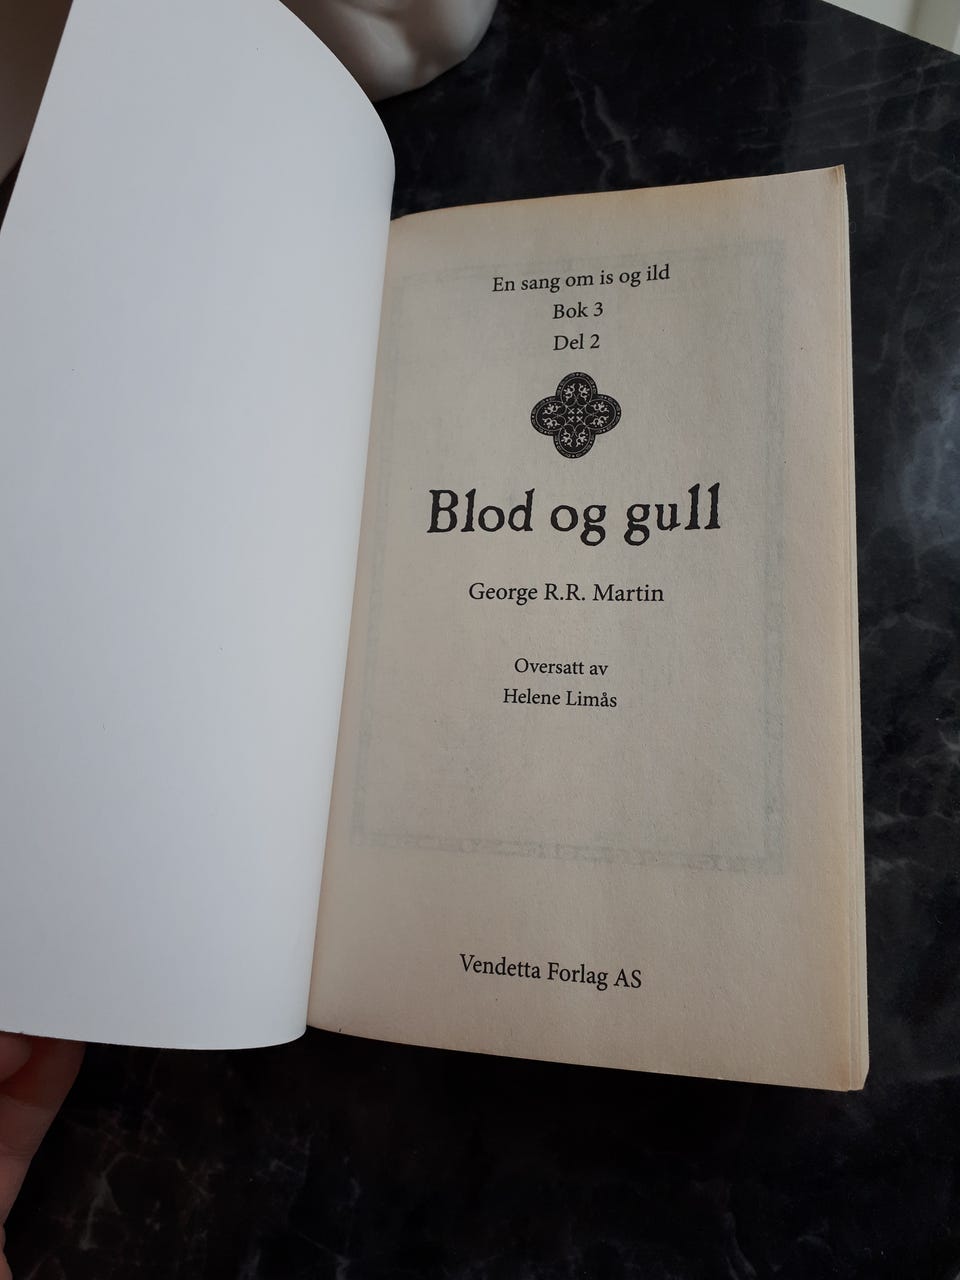 En sang om is og ild
Bok 3
Del 2
Blod og gull
George R.R. Martin
Oversatt av
Helene Limås
Vendetta Forlag AS